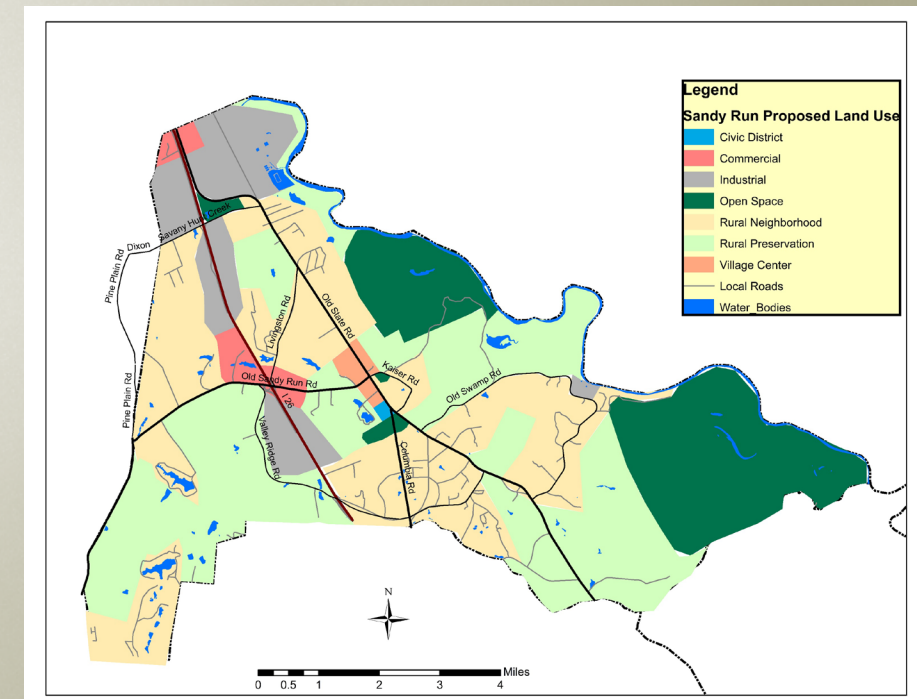 Legend
Sandy Run Proposed Land Use
Civic District
Commercial
Industrial
Open Space
Rural Neighborhood
Rural Preservation
Village Center
Local Roads
Water_Bodies
Savany Hunt Creek
Dixon
Pine Plain Rd
Livingston Rd
Old State Rd
Kaiser Rd
Old Swamp Rd
Old Sandy Run Rd
I 26
Pine Plain Rd
Valley Ridge Rd
Columbia Rd
N
Miles
0 0.5 1 2 3 4